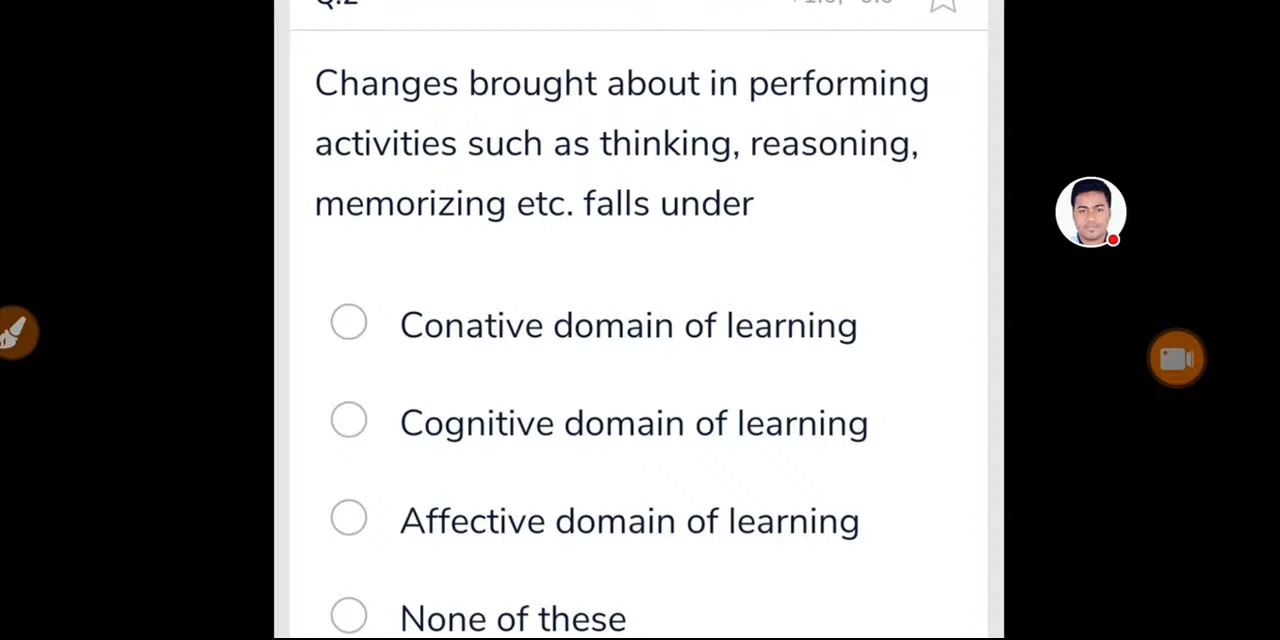 Q.2
Changes brought about in performing
activities such as thinking, reasoning,
memorizing etc. falls under
Conative domain of learning
Cognitive domain of learning
Affective domain of learning
None of these